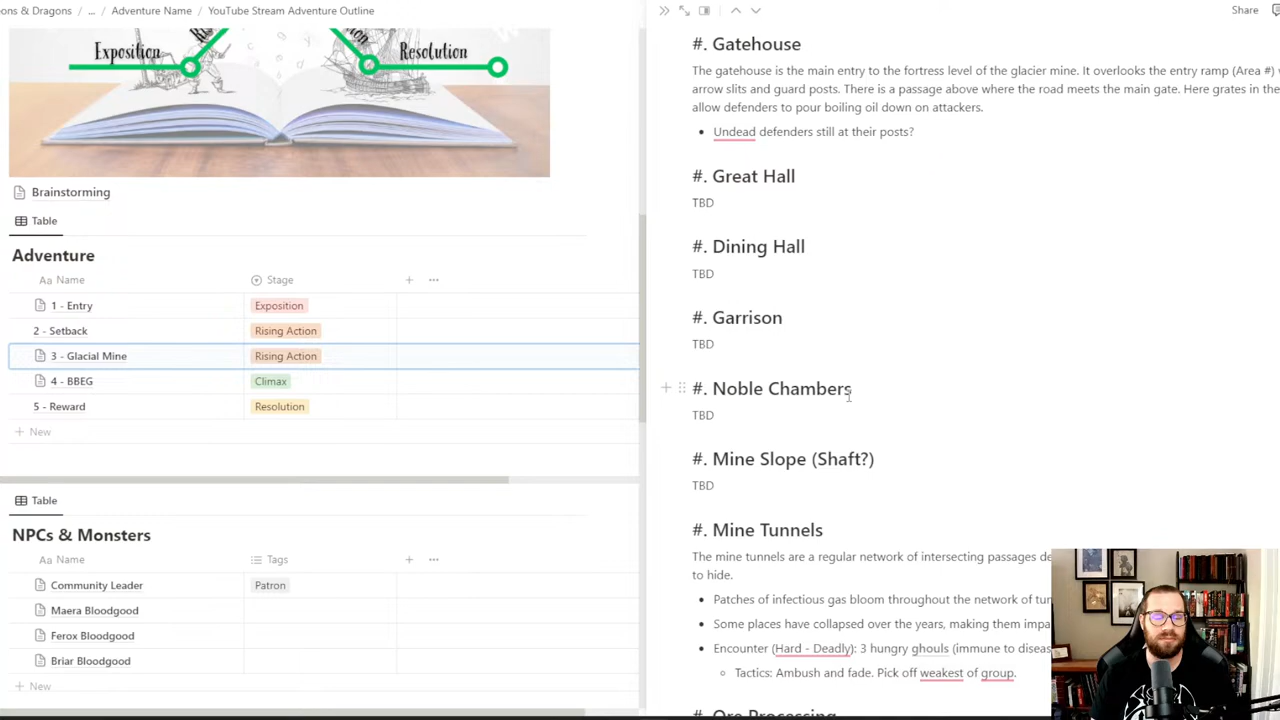 ons & Dragons / ... / Adventure Name / YouTube Stream Adventure Outline
Exposition
Resolution
Brainstorming
Table
Adventure
Aa Name Stage
1 - Entry Exposition
2 - Setback Rising Action
3 - Glacial Mine Rising Action
4 - BBEG Climax
5 - Reward Resolution
+ New
Table
NPCs & Monsters
Aa Name Tags
Community Leader Patron
Maera Bloodgood
Ferox Bloodgood
Briar Bloodgood
+ New
Share
#. Gatehouse
The gatehouse is the main entry to the fortress level of the glacier mine. It overlooks the entry ramp (Area #)
arrow slits and guard posts. There is a passage above where the road meets the main gate. Here grates in the
allow defenders to pour boiling oil down on attackers.
• Undead defenders still at their posts?
#. Great Hall
TBD
#. Dining Hall
TBD
#. Garrison
TBD
#. Noble Chambers
TBD
#. Mine Slope (Shaft?)
TBD
#. Mine Tunnels
The mine tunnels are a regular network of intersecting passages de
to hide.
• Patches of infectious gas bloom throughout the network of tun
• Some places have collapsed over the years, making them impa
• Encounter (Hard - Deadly): 3 hungry ghouls (immune to diseas
◦ Tactics: Ambush and fade. Pick off weakest of group.
#. Ore Processing